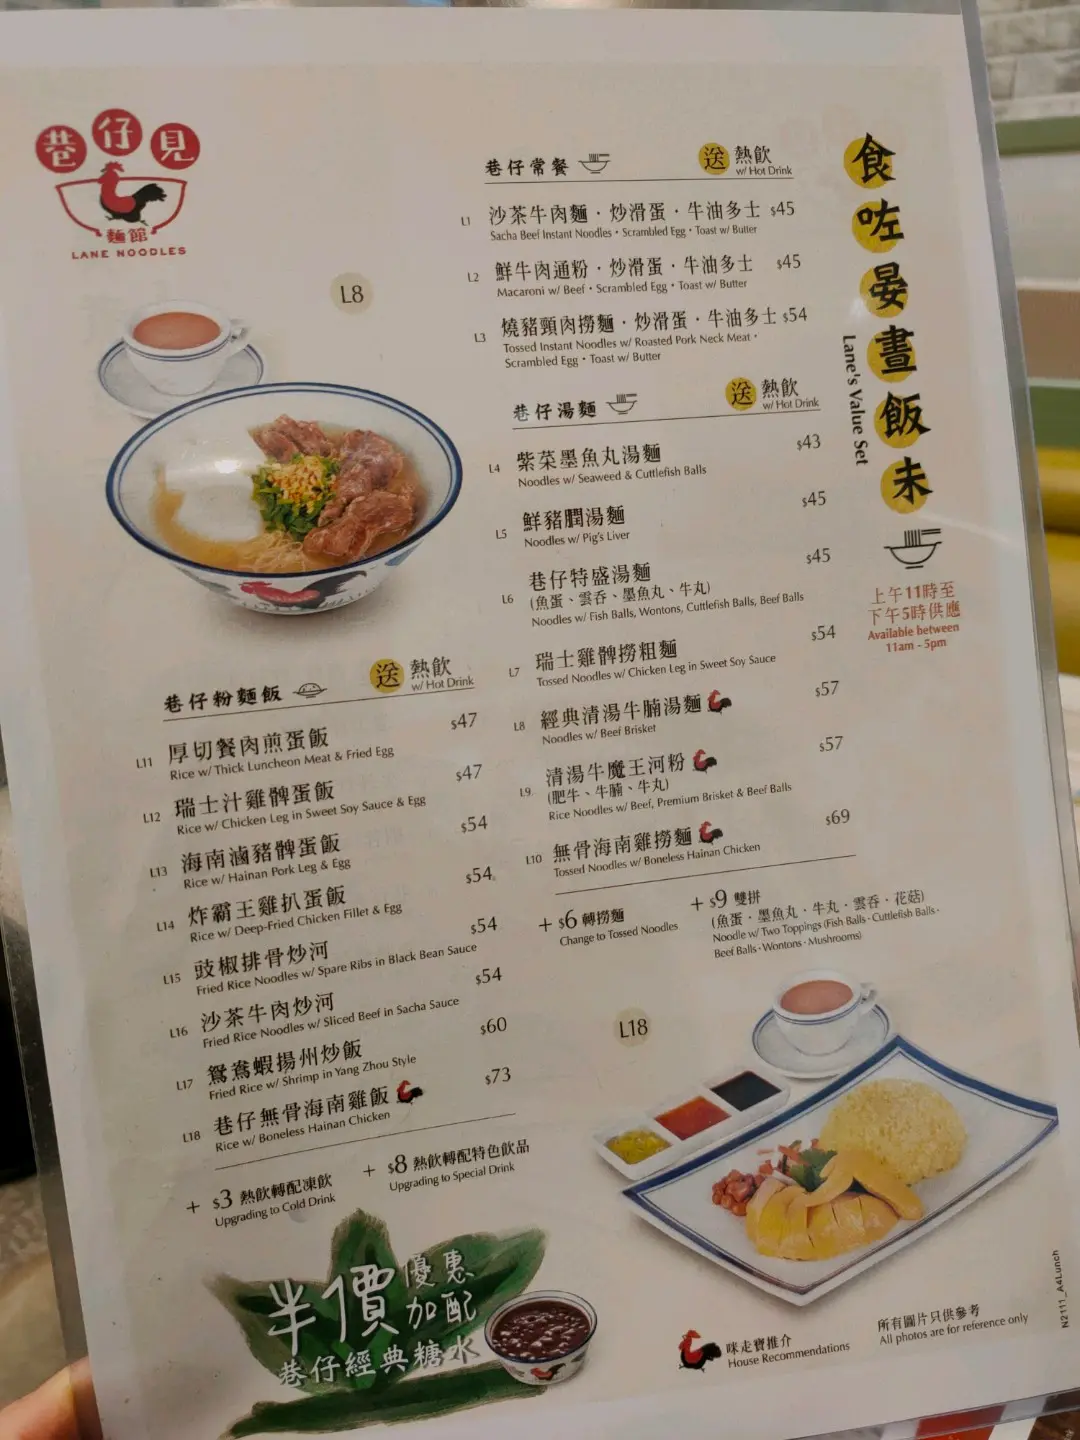 巷仔見
麵館
LANE NOODLES
食咗晏晝飯未
Lane's Value Set
上午11時至
下午5時供應
Available between
11am - 5pm
巷仔常餐
送 熱飲
w/ Hot Drink
L1 沙茶牛肉麵・炒滑蛋・牛油多士 $45
Sacha Beef Instant Noodles・Scrambled Egg・Toast w/ Butter
L2 鮮牛肉通粉・炒滑蛋・牛油多士 $45
Macaroni w/ Beef・Scrambled Egg・Toast w/ Butter
L3 燒豬頸肉撈麵・炒滑蛋・牛油多士 $54
Tossed Instant Noodles w/ Roasted Pork Neck Meat・
Scrambled Egg・Toast w/ Butter
巷仔湯麵
送 熱飲
w/ Hot Drink
L4 紫菜墨魚丸湯麵 $43
Noodles w/ Seaweed & Cuttlefish Balls
L5 鮮豬膶湯麵 $45
Noodles w/ Pig's Liver
L6 巷仔特盛湯麵 $45
(魚蛋、雲吞、墨魚丸、牛丸)
Noodles w/ Fish Balls, Wontons, Cuttlefish Balls, Beef Balls
L7 瑞士雞髀撈粗麵 $54
Tossed Noodles w/ Chicken Leg in Sweet Soy Sauce
L8 經典清湯牛腩湯麵 $57
Noodles w/ Beef Brisket
L9 清湯牛魔王河粉 $57
(肥牛、牛腩、牛丸)
Rice Noodles w/ Beef, Premium Brisket & Beef Balls
L10 無骨海南雞撈麵 $69
Tossed Noodles w/ Boneless Hainan Chicken
+ $6 轉撈麵
Change to Tossed Noodles
+ $9 雙拼
(魚蛋・墨魚丸・牛丸・雲吞・花菇)
Noodle w/ Two Toppings (Fish Balls・Cuttlefish Balls・
Beef Balls・Wontons・Mushrooms)
L8
巷仔粉麵飯
送 熱飲
w/ Hot Drink
L11 厚切餐肉煎蛋飯 $47
Rice w/ Thick Luncheon Meat & Fried Egg
L12 瑞士汁雞髀蛋飯 $47
Rice w/ Chicken Leg in Sweet Soy Sauce & Egg
L13 海南滷豬髀蛋飯 $54
Rice w/ Hainan Pork Leg & Egg
L14 炸霸王雞扒蛋飯 $54
Rice w/ Deep-Fried Chicken Fillet & Egg
L15 豉椒排骨炒河 $54
Fried Rice Noodles w/ Spare Ribs in Black Bean Sauce
L16 沙茶牛肉炒河 $54
Fried Rice Noodles w/ Sliced Beef in Sacha Sauce
L17 鴛鴦蝦揚州炒飯 $60
Fried Rice w/ Shrimp in Yang Zhou Style
L18 巷仔無骨海南雞飯 $73
Rice w/ Boneless Hainan Chicken
+ $3 熱飲轉配凍飲
Upgrading to Cold Drink
+ $8 熱飲轉配特色飲品
Upgrading to Special Drink
L18
半價優惠
加配
巷仔經典糖水
咪走寶推介
House Recommendations
所有圖片只供參考
All photos are for reference only
N2111_A4Lunch